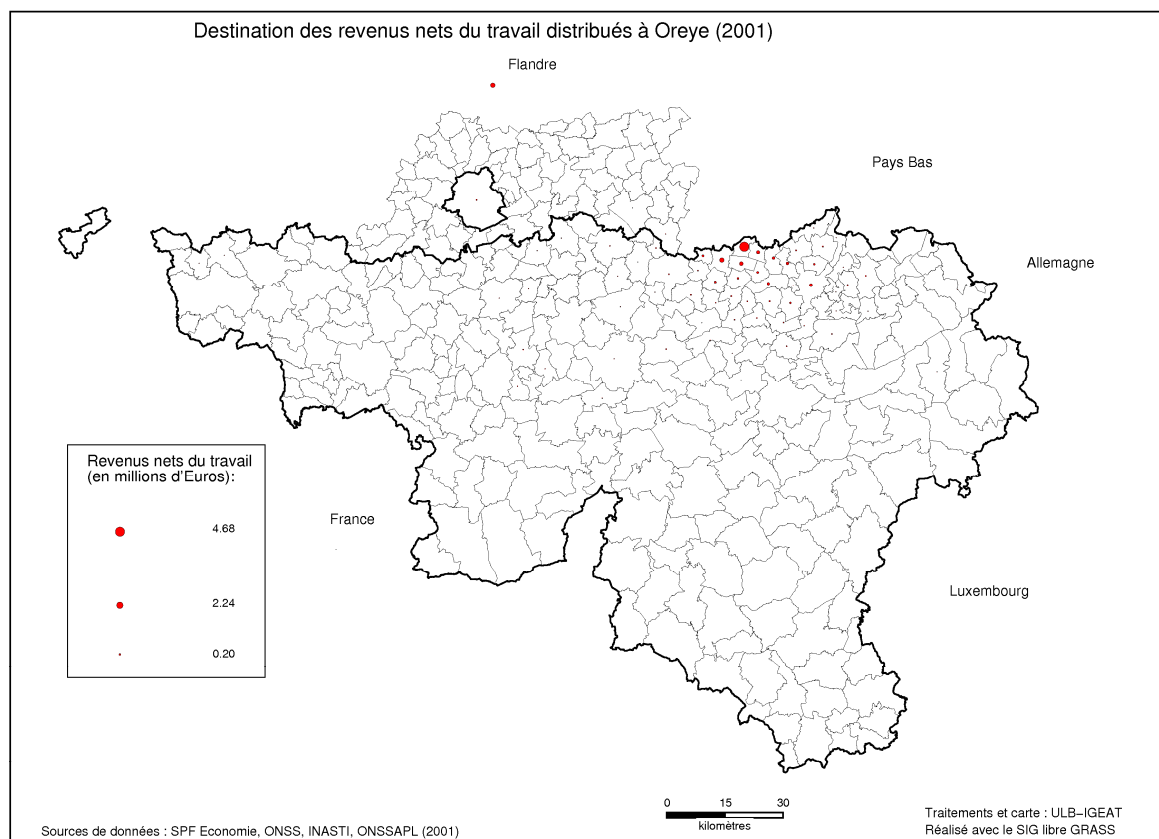 Destination des revenus nets du travail distribués à Oreye (2001)
Flandre
Pays Bas
Allemagne
Revenus nets du travail
(en millions d'Euros):
4.68
2.24
0.20
France
Luxembourg
0 15 30
kilomètres
Sources de données : SPF Economie, ONSS, INASTI, ONSSAPL (2001)
Traitements et carte : ULB-IGEAT
Réalisé avec le SIG libre GRASS